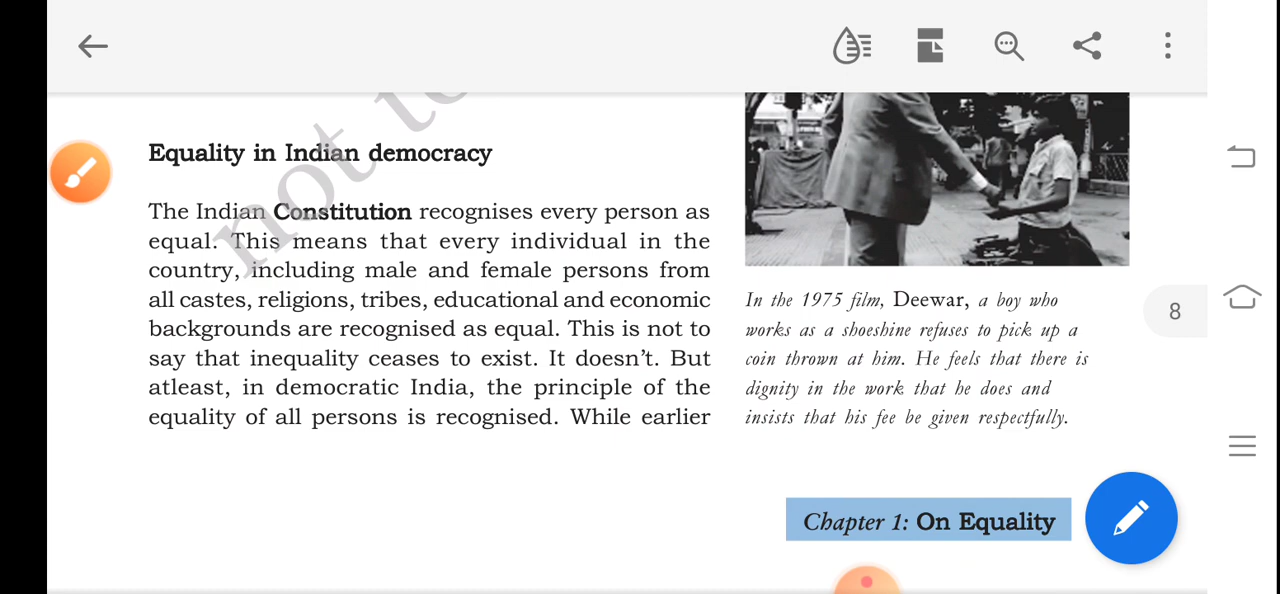 not to
Equality in Indian democracy
The Indian Constitution recognises every person as
equal. This means that every individual in the
country, including male and female persons from
all castes, religions, tribes, educational and economic
backgrounds are recognised as equal. This is not to
say that inequality ceases to exist. It doesn't. But
atleast, in democratic India, the principle of the
equality of all persons is recognised. While earlier
In the 1975 film, Deewar, a boy who
works as a shoeshine refuses to pick up a
coin thrown at him. He feels that there is
dignity in the work that he does and
insists that his fee be given respectfully.
8
Chapter 1: On Equality